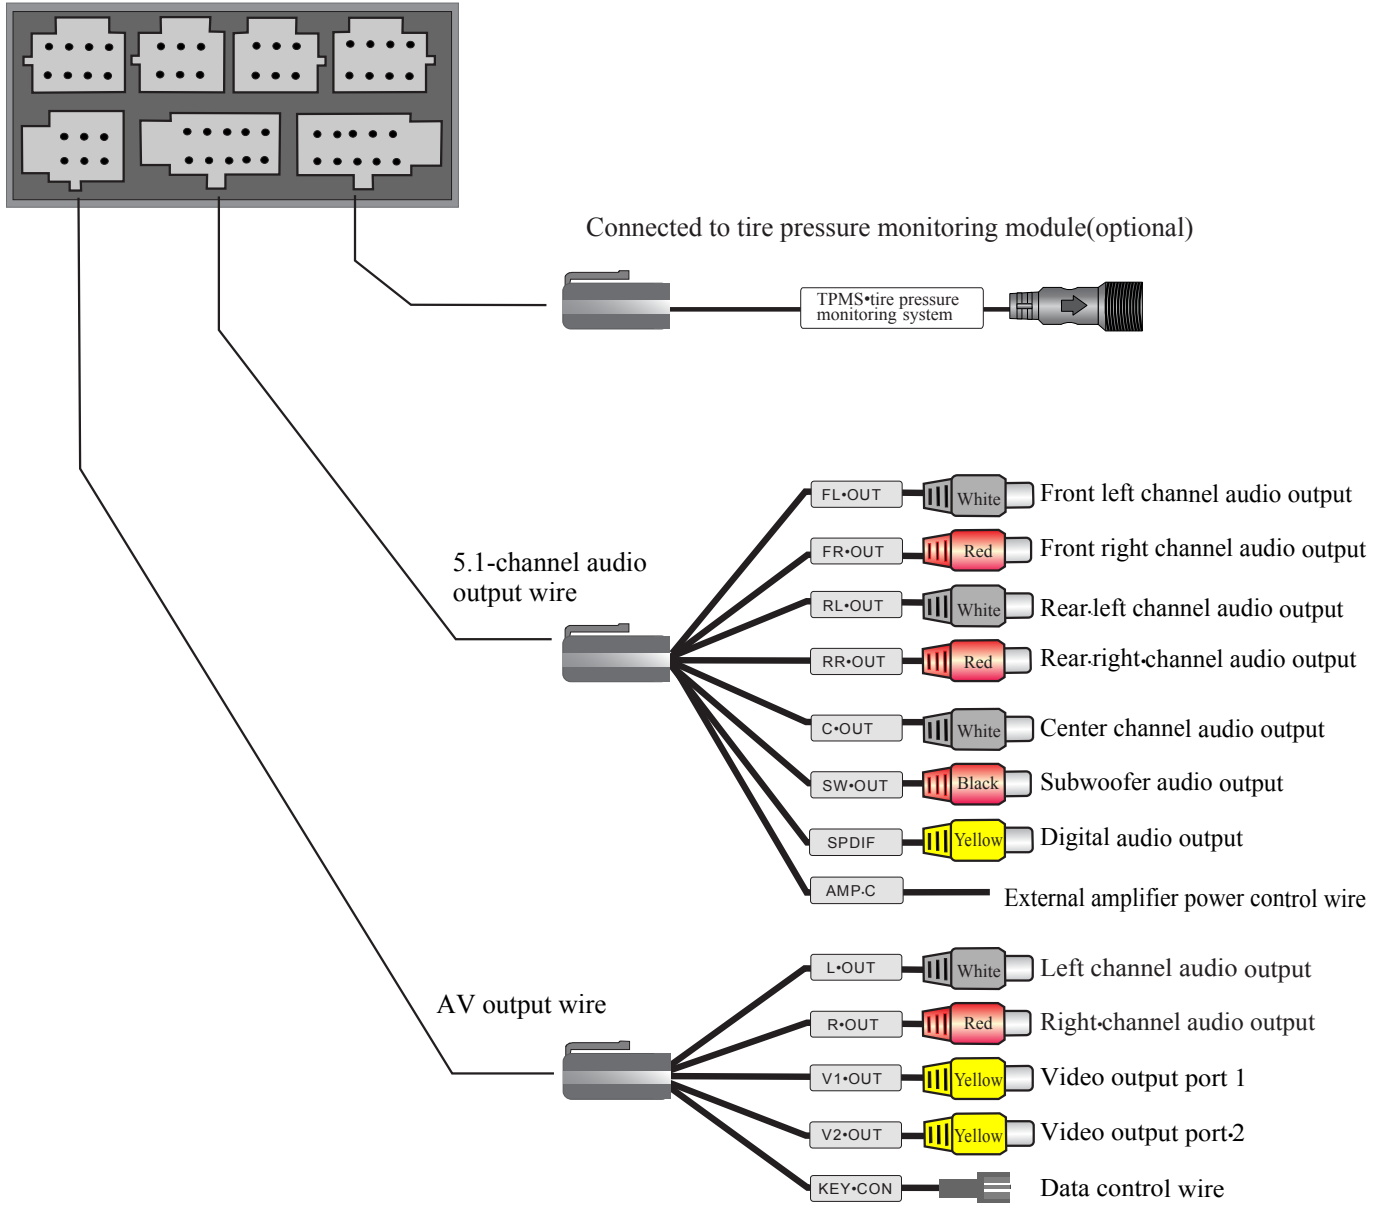 Connected to tire pressure monitoring module(optional)
TPMS•tire pressure
monitoring system
5.1-channel audio
output wire
FL•OUT White Front left channel audio output
FR•OUT Red Front right channel audio output
RL•OUT White Rear.left channel audio output
RR•OUT Red Rear.right•channel audio output
C•OUT White Center channel audio output
SW•OUT Black Subwoofer audio output
SPDIF Yellow Digital audio output
AMP.C External amplifier power control wire
AV output wire
L•OUT White Left channel audio output
R•OUT Red Right•channel audio output
V1•OUT Yellow Video output port 1
V2•OUT Yellow Video output port•2
KEY•CON Data control wire